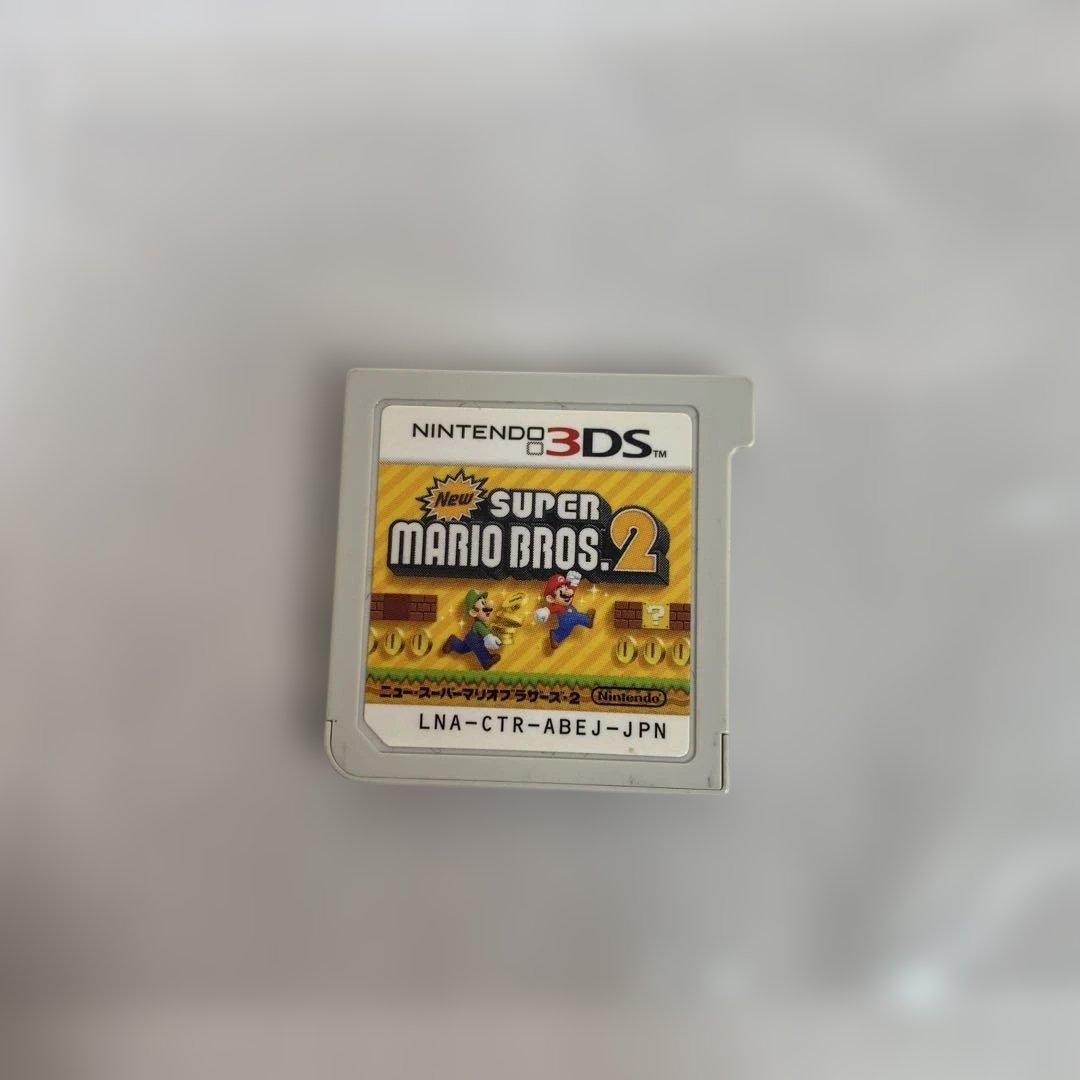 NINTENDO 3DS™
New SUPER
MARIO BROS. 2
?
ニュー・スーパーマリオブラザーズ・2 Nintendo
LNA-CTR-ABEJ-JPN